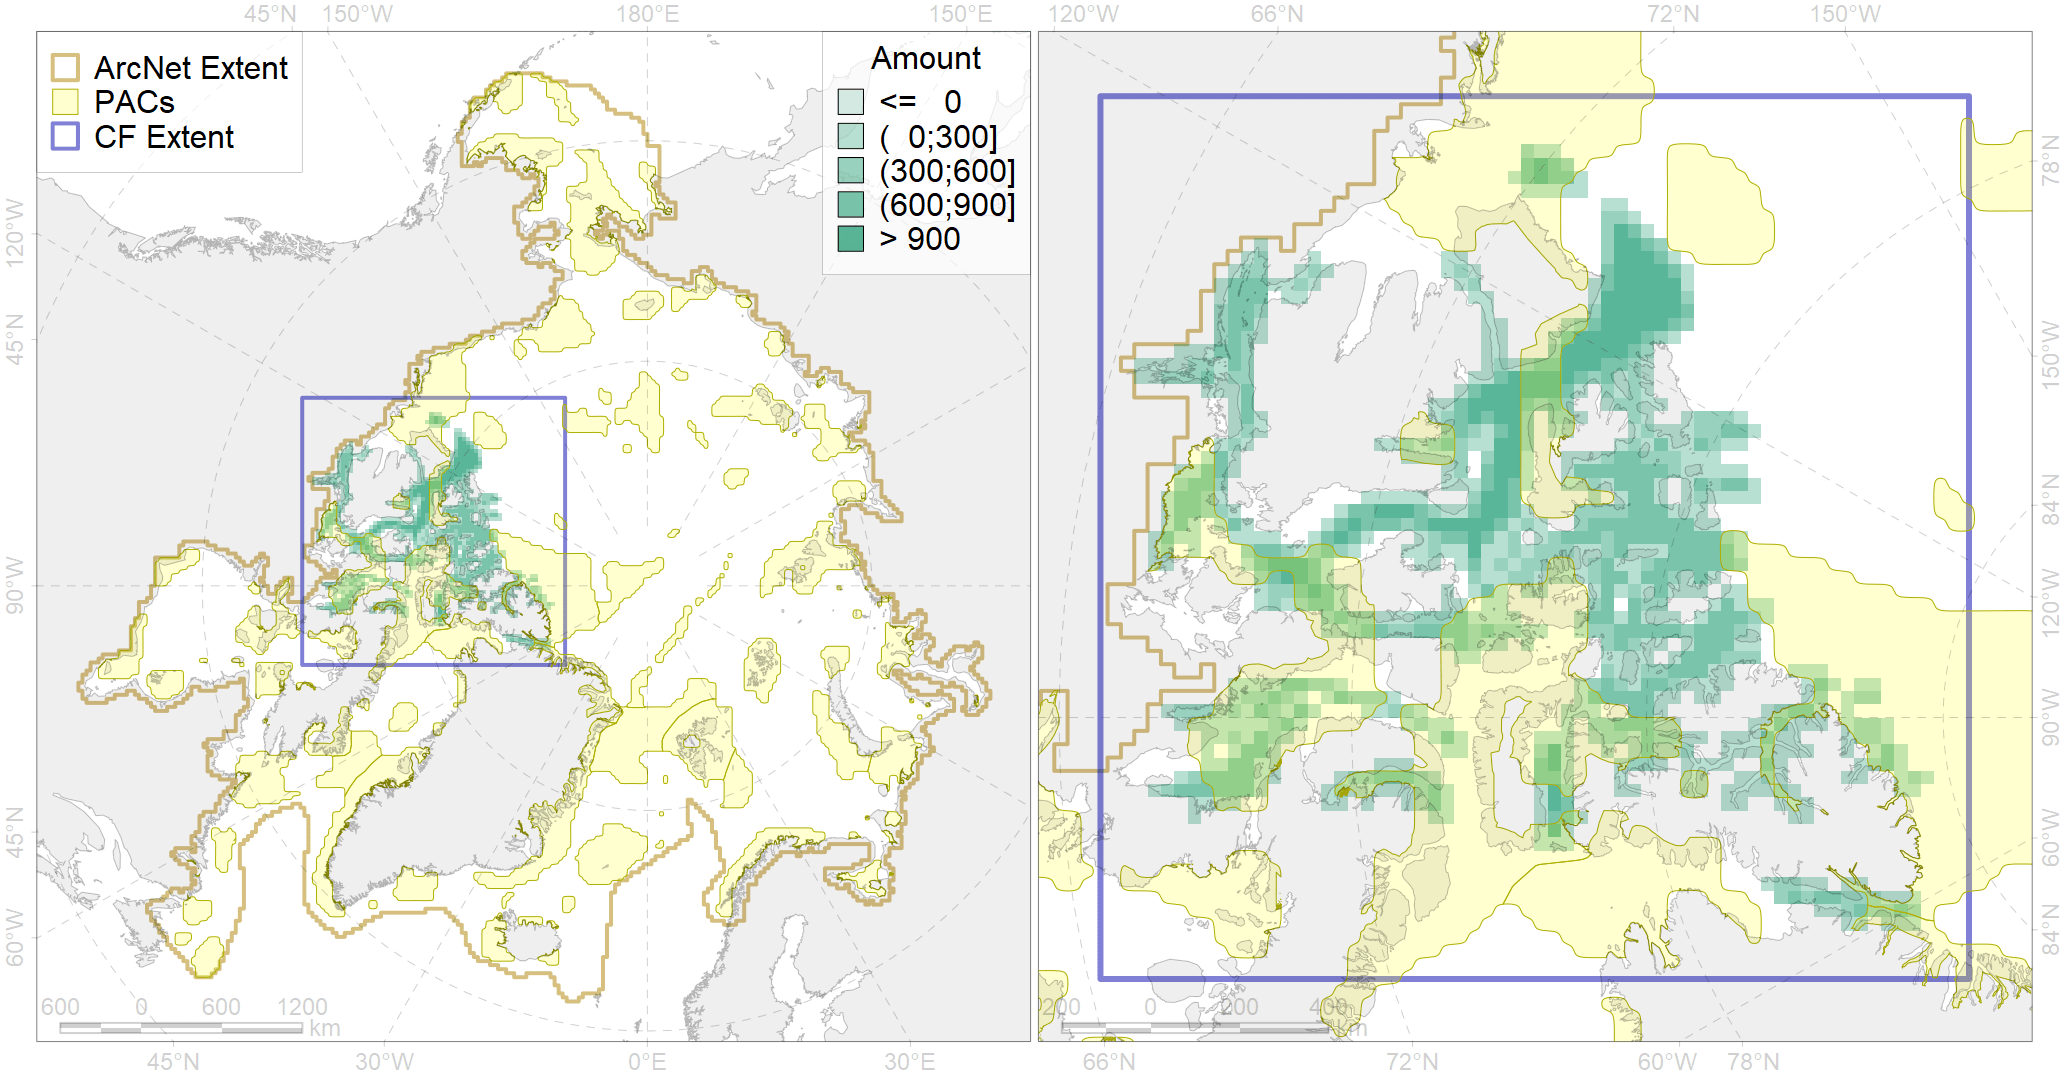 45°N 150°W 180°E 150°E 120°W 66°N 72°N 150°W
ArcNet Extent
PACs
CF Extent
Amount
<= 0
( 0;300]
(300;600]
(600;900]
> 900
120°W
45°N
90°W
45°N
60°W
78°N
150°W
84°N
120°W
90°W
60°W
84°N
600 0 600 1200
km
200 0 200 400
45°N 30°W 0°E 30°E 66°N 72°N 60°W 78°N